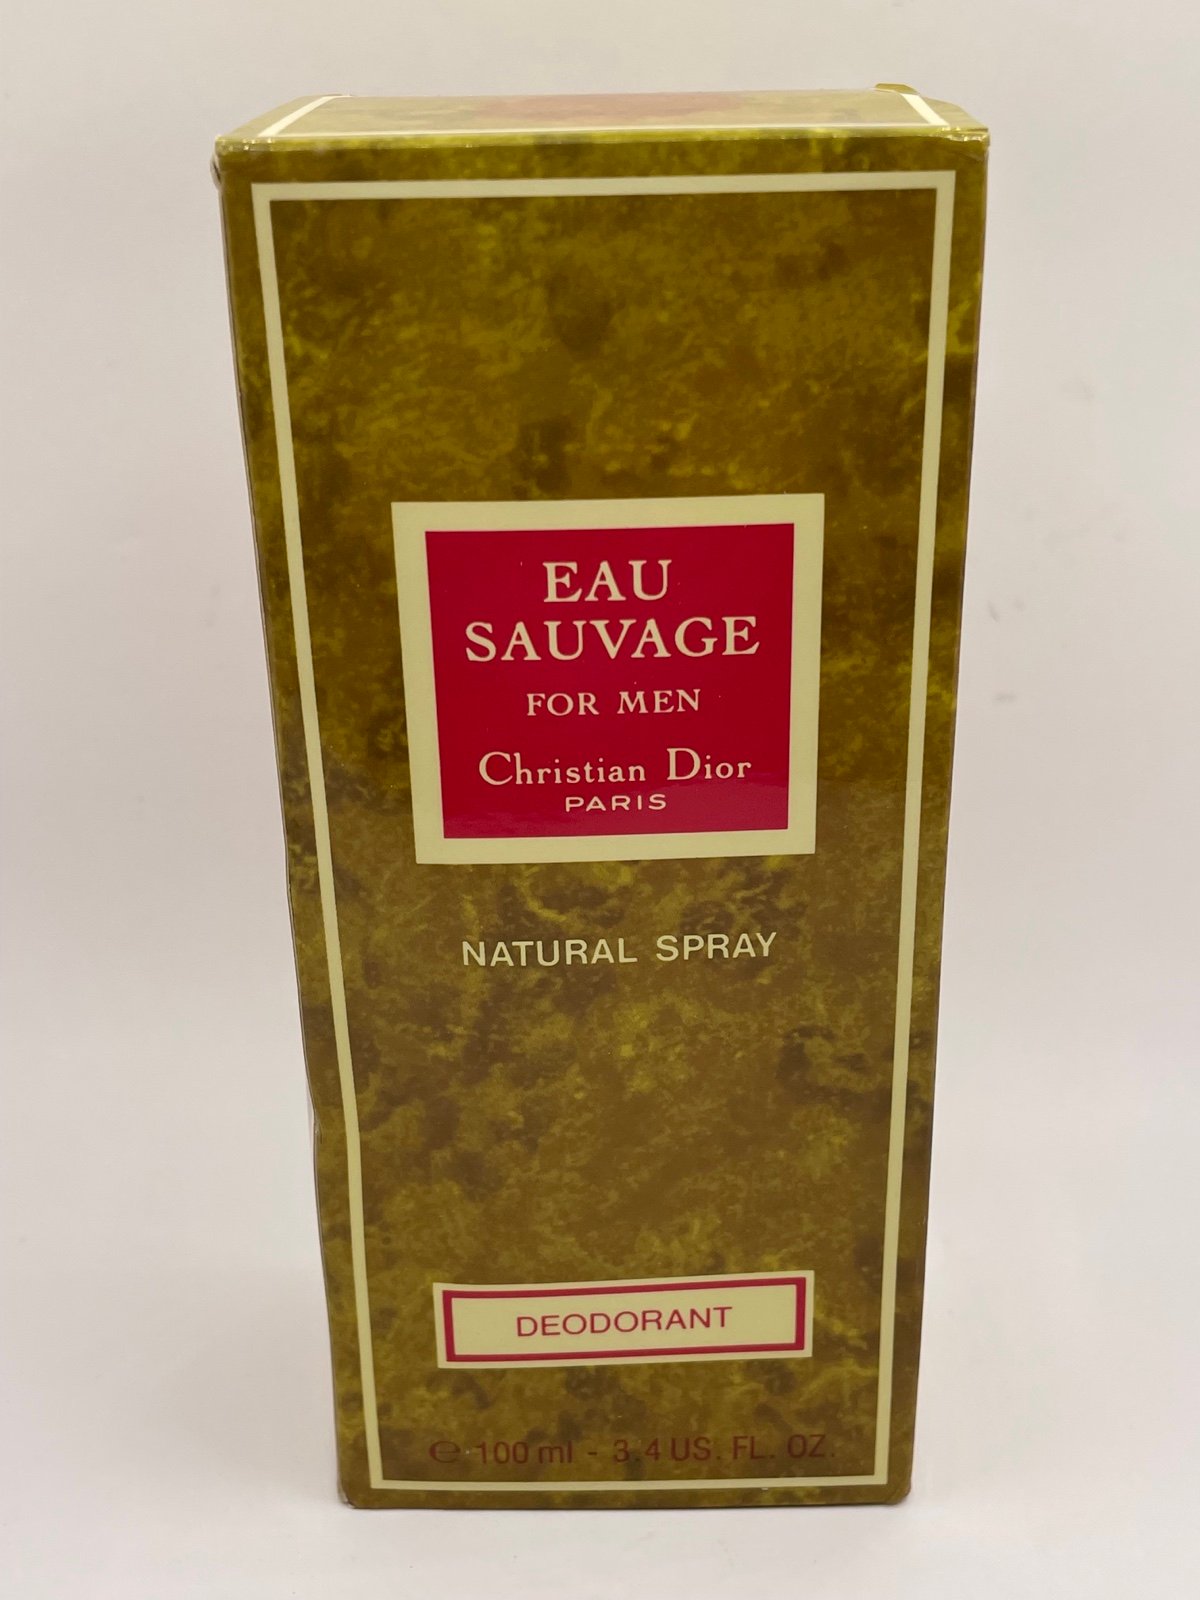 EAU
SAUVAGE
FOR MEN
Christian Dior
PARIS
NATURAL SPRAY
DEODORANT
℮ 100 ml - 3.4 US. FL. OZ.